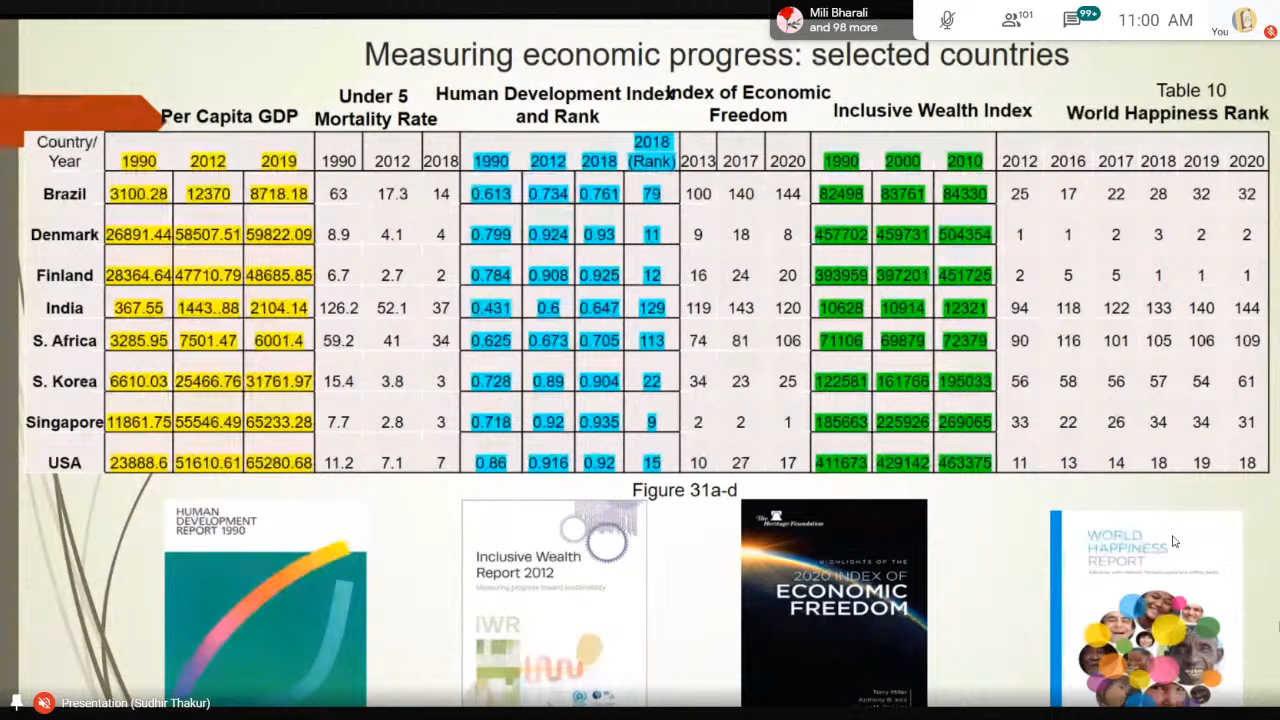 Mili Bharali
and 98 more
101
99+
11:00 AM
You
Measuring economic progress: selected countries
Table 10
Per Capita GDP Under 5 Mortality Rate Human Development Index and Rank Index of Economic Freedom Inclusive Wealth Index World Happiness Rank
Country/ Year 1990 2012 2019 1990 2012 2018 1990 2012 2018 2018 (Rank) 2013 2017 2020 1990 2000 2010 2012 2016 2017 2018 2019 2020
Brazil 3100.28 12370 8718.18 63 17.3 14 0.613 0.734 0.761 79 100 140 144 82498 83761 84330 25 17 22 28 32 32
Denmark 26891.44 58507.51 59822.09 8.9 4.1 4 0.799 0.924 0.93 11 9 18 8 457702 459731 504354 1 1 2 3 2 2
Finland 28364.64 47710.79 48685.85 6.7 2.7 2 0.784 0.908 0.925 12 16 24 20 393959 397201 451725 2 5 5 1 1 1
India 367.55 1443..88 2104.14 126.2 52.1 37 0.431 0.6 0.647 129 119 143 120 10628 10914 12321 94 118 122 133 140 144
S. Africa 3285.95 7501.47 6001.4 59.2 41 34 0.625 0.673 0.705 113 74 81 106 71106 69879 72379 90 116 101 105 106 109
S. Korea 6610.03 25466.76 31761.97 15.4 3.8 3 0.728 0.89 0.904 22 34 23 25 122581 161766 195033 56 58 56 57 54 61
Singapore 11861.75 55546.49 65233.28 7.7 2.8 3 0.718 0.92 0.935 9 2 2 1 185663 225926 269065 33 22 26 34 34 31
USA 23888.6 51610.61 65280.68 11.2 7.1 7 0.86 0.916 0.92 15 10 27 17 411673 429142 463375 11 13 14 18 19 18
Figure 31a-d
HUMAN
DEVELOPMENT
REPORT 1990
Inclusive Wealth
Report 2012
Measuring progress toward sustainability
IWR
The Heritage Foundation
HIGHLIGHTS OF THE
2020 INDEX OF
ECONOMIC
FREEDOM
Terry Miller
WORLD
HAPPINESS
REPORT
Presentation (Sudhir Thakur)